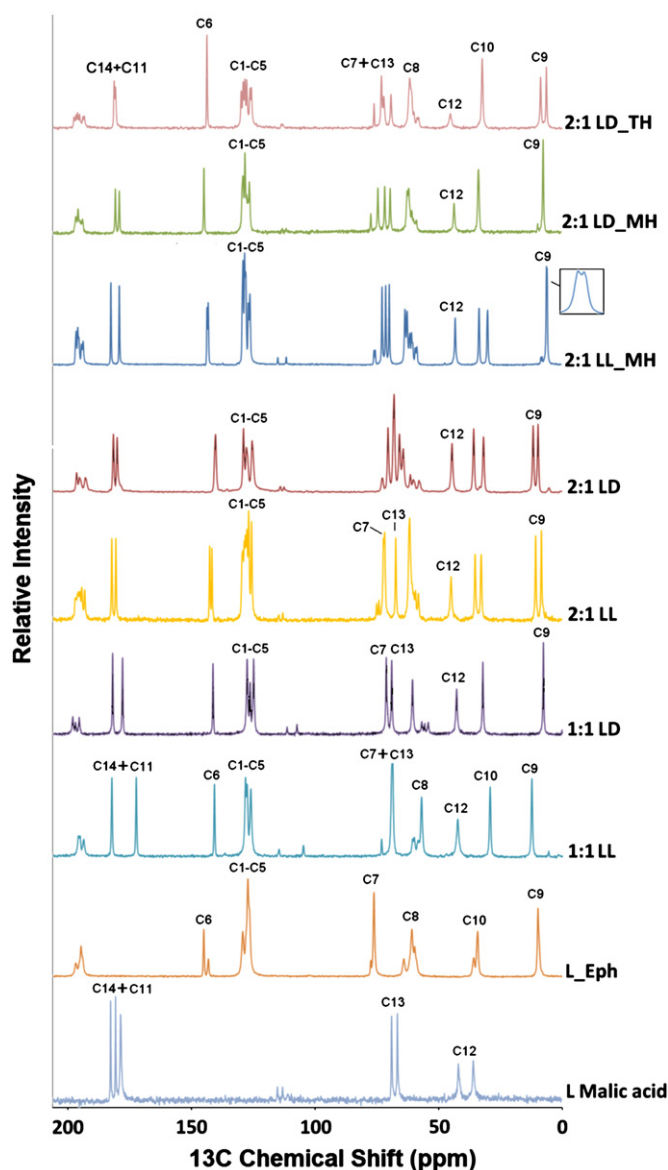 C6
C14+C11 C1-C5 C7+C13 C8 C10 C9
C12
2:1 LD_TH
C1-C5 C9
C12
2:1 LD_MH
C1-C5 C9
C12
2:1 LL_MH
C1-C5 C12 C9
2:1 LD
C1-C5
C7 C13 C9
C12
2:1 LL
C1-C5 C7 C13 C9
C12
1:1 LD
C14+C11 C6 C1-C5 C7+C13 C8 C10 C9
C12
1:1 LL
C1-C5
C6 C7 C8 C10 C9
L_Eph
C14+C11 C13
C12
L Malic acid
Relative Intensity
200 150 100 50 0
13C Chemical Shift (ppm)